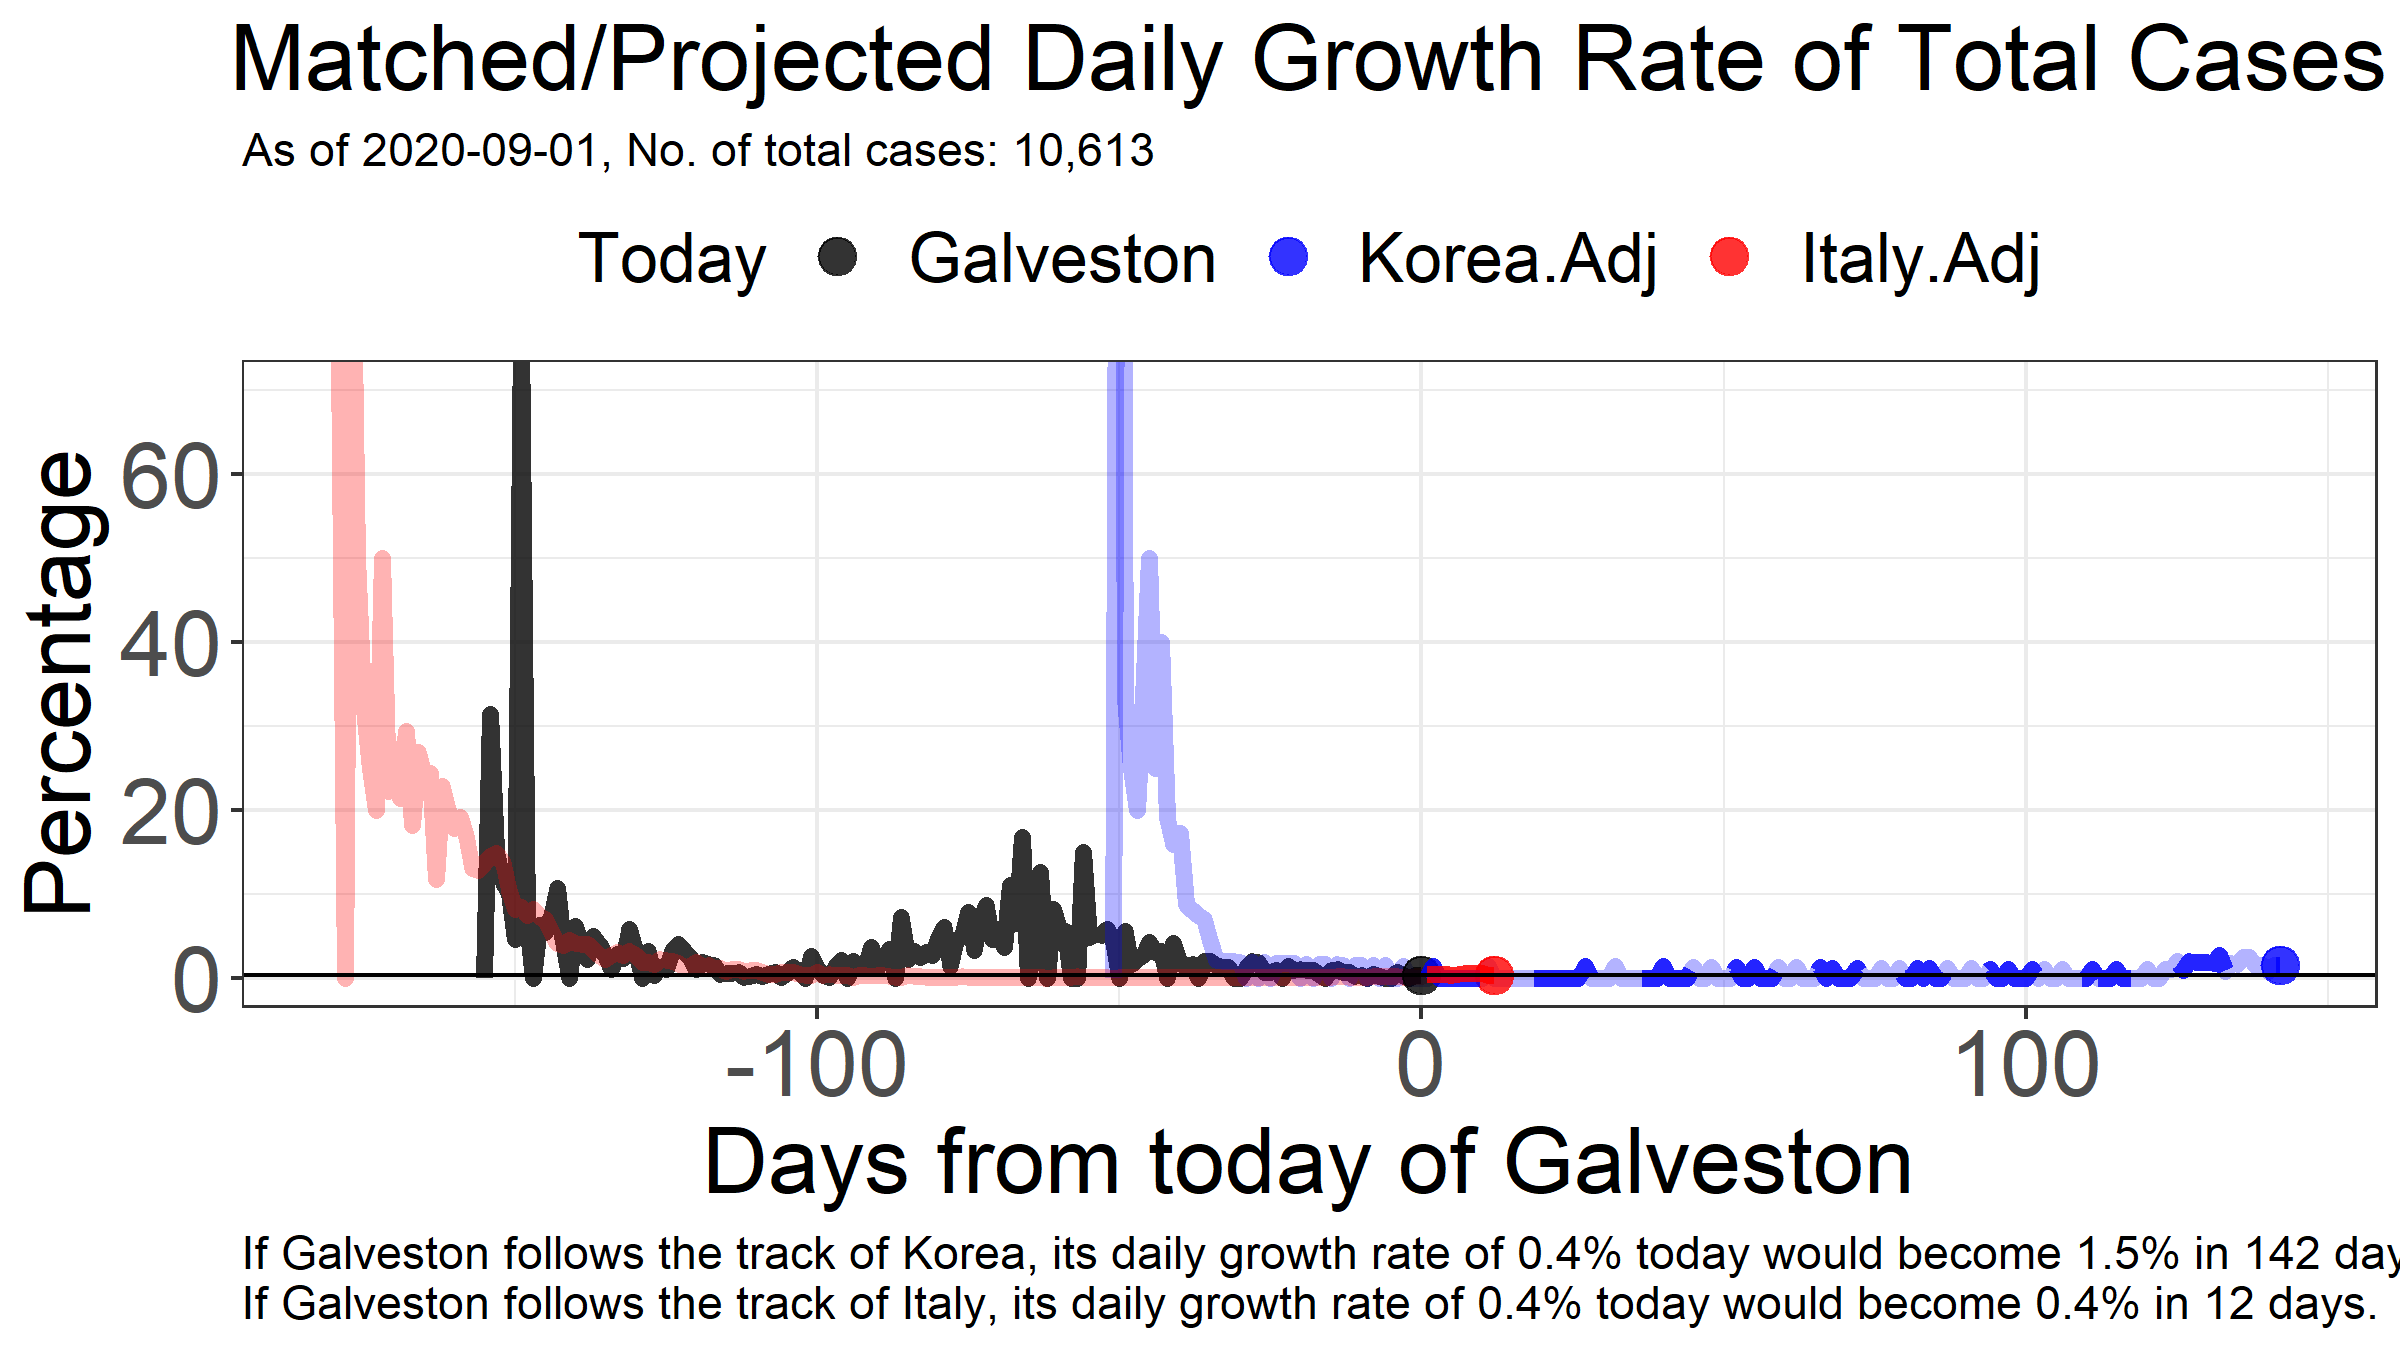 Matched/Projected Daily Growth Rate of Total Cases
As of 2020-09-01, No. of total cases: 10,613
Today Galveston Korea.Adj Italy.Adj
Percentage
60
40
20
0
-100 0 100
Days from today of Galveston
If Galveston follows the track of Korea, its daily growth rate of 0.4% today would become 1.5% in 142 day
If Galveston follows the track of Italy, its daily growth rate of 0.4% today would become 0.4% in 12 days.